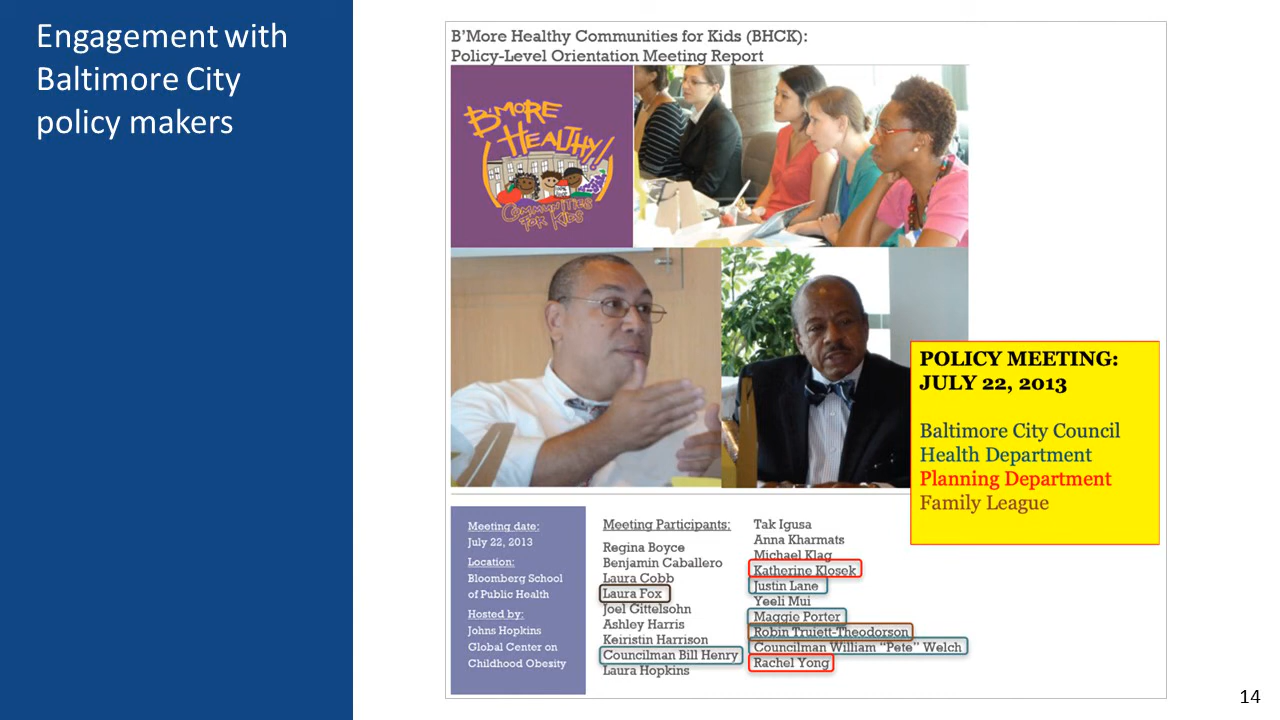 Engagement with
Baltimore City
policy makers
B'More Healthy Communities for Kids (BHCK):
Policy-Level Orientation Meeting Report
B'MORE
HEALTHY!
COMMUNITIES
FOR KIDS
POLICY MEETING:
JULY 22, 2013
Baltimore City Council
Health Department
Planning Department
Family League
Meeting date:
July 22, 2013
Location:
Bloomberg School
of Public Health
Hosted by:
Johns Hopkins
Global Center on
Childhood Obesity
Meeting Participants:
Regina Boyce
Benjamin Caballero
Laura Cobb
Laura Fox
Joel Gittelsohn
Ashley Harris
Keiristin Harrison
Councilman Bill Henry
Laura Hopkins
Tak Igusa
Anna Kharmats
Michael Klag
Katherine Klosek
Justin Lane
Yeeli Mui
Maggie Porter
Robin Truiett-Theodorson
Councilman William "Pete" Welch
Rachel Yong
14